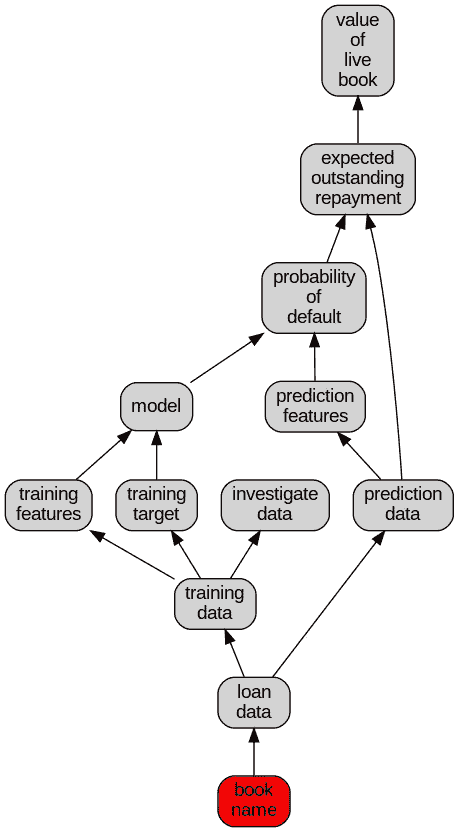 value
of
live
book
expected
outstanding
repayment
probability
of
default
model
prediction
features
training
features
training
target
investigate
data
prediction
data
training
data
loan
data
book
name